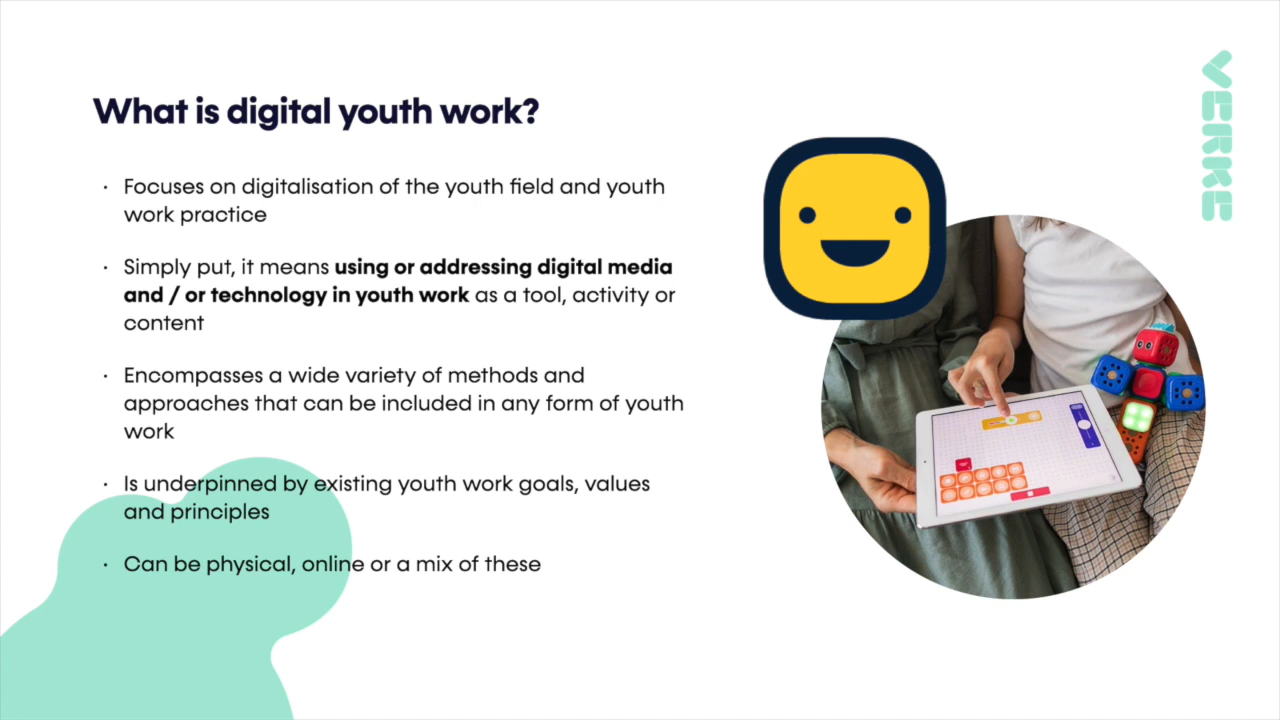 What is digital youth work?
· Focuses on digitalisation of the youth field and youth
work practice
· Simply put, it means using or addressing digital media
and / or technology in youth work as a tool, activity or
content
· Encompasses a wide variety of methods and
approaches that can be included in any form of youth
work
· Is underpinned by existing youth work goals, values
and principles
· Can be physical, online or a mix of these
VERKE